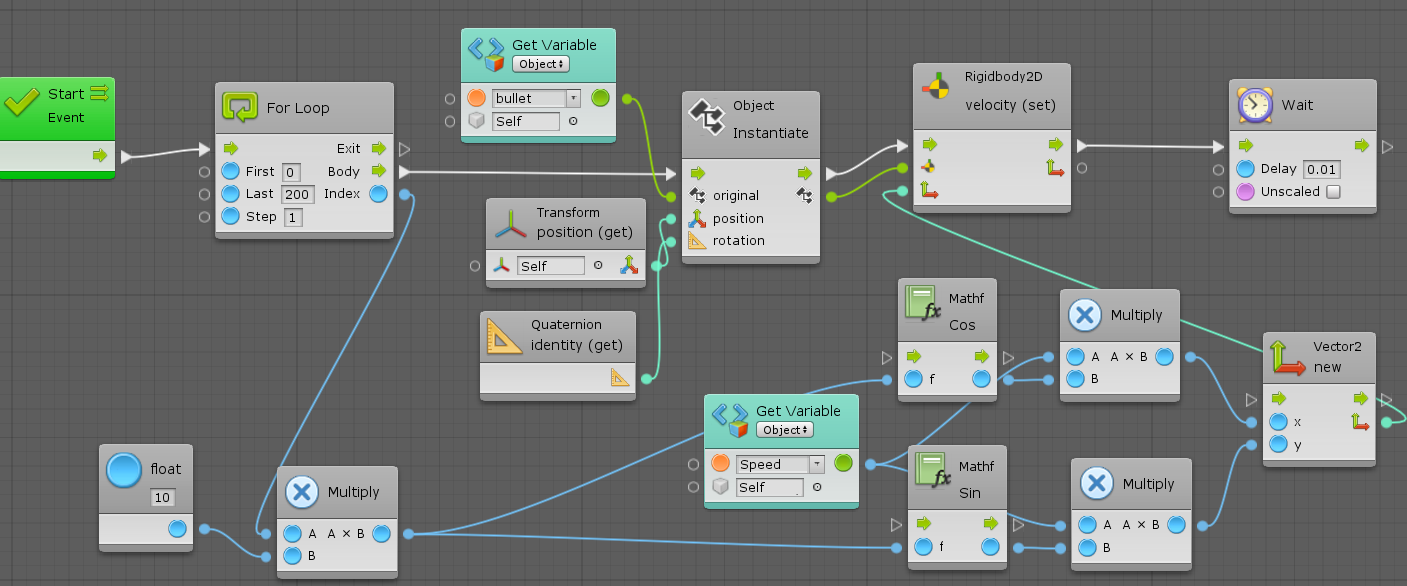 Start
Event
For Loop
Exit
First 0 Body
Last 200 Index
Step 1
Get Variable
Object
bullet
Self
Transform
position (get)
Self
Quaternion
identity (get)
Object
Instantiate
original
position
rotation
Rigidbody2D
velocity (set)
Wait
Delay 0.01
Unscaled
float
10
Multiply
A A × B
B
Get Variable
Object
Speed
Self
Mathf
Cos
f
Mathf
Sin
f
Multiply
A A × B
B
Multiply
A A × B
B
Vector2
new
x
y